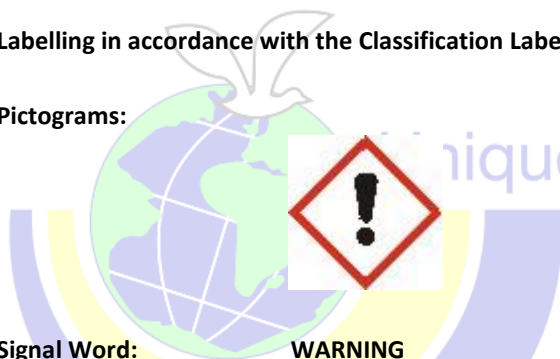 Labelling in accordance with the Classification Labe
Pictograms:
Signal Word: WARNING